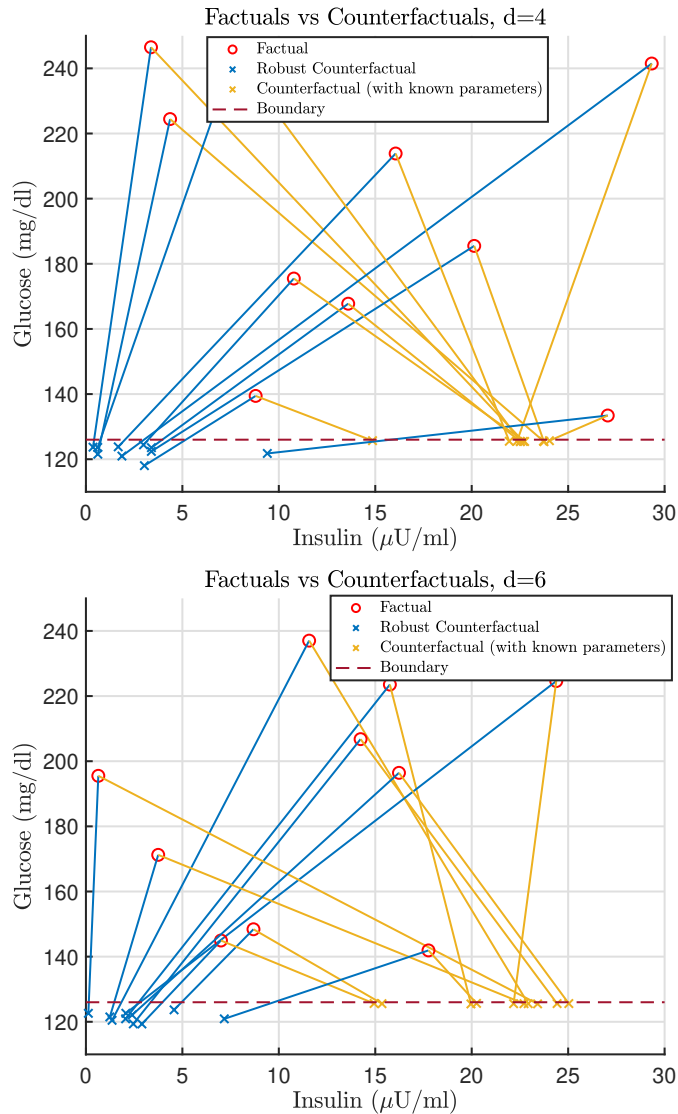 Factuals vs Counterfactuals, d=4
Factual
Robust Counterfactual
Counterfactual (with known parameters)
Boundary
240
220
200
180
160
140
120
Glucose (mg/dl)
0 5 10 15 20 25 30
Insulin (μU/ml)
Factuals vs Counterfactuals, d=6
Factual
Robust Counterfactual
Counterfactual (with known parameters)
Boundary
240
220
200
180
160
140
120
Glucose (mg/dl)
0 5 10 15 20 25 30
Insulin (μU/ml)